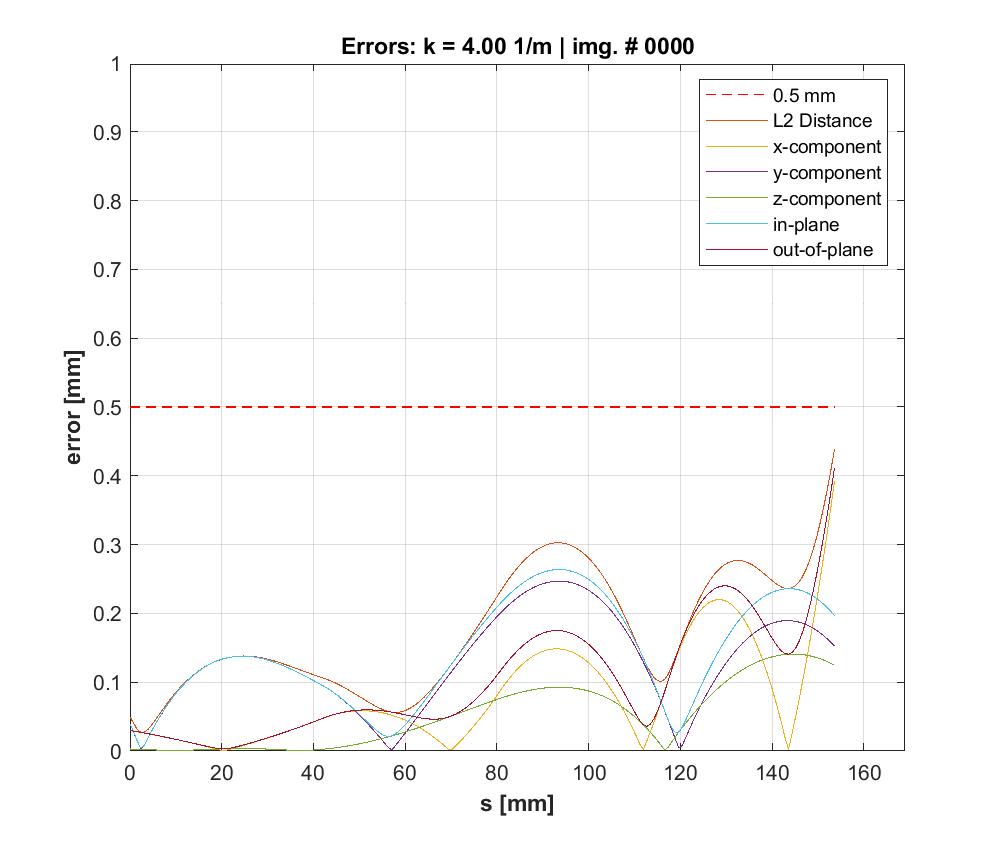 Errors: k = 4.00 1/m | img. # 0000
1
0.9
0.8
0.7
0.6
0.5
0.4
0.3
0.2
0.1
0
error [mm]
0.5 mm
L2 Distance
x-component
y-component
z-component
in-plane
out-of-plane
0 20 40 60 80 100 120 140 160
s [mm]